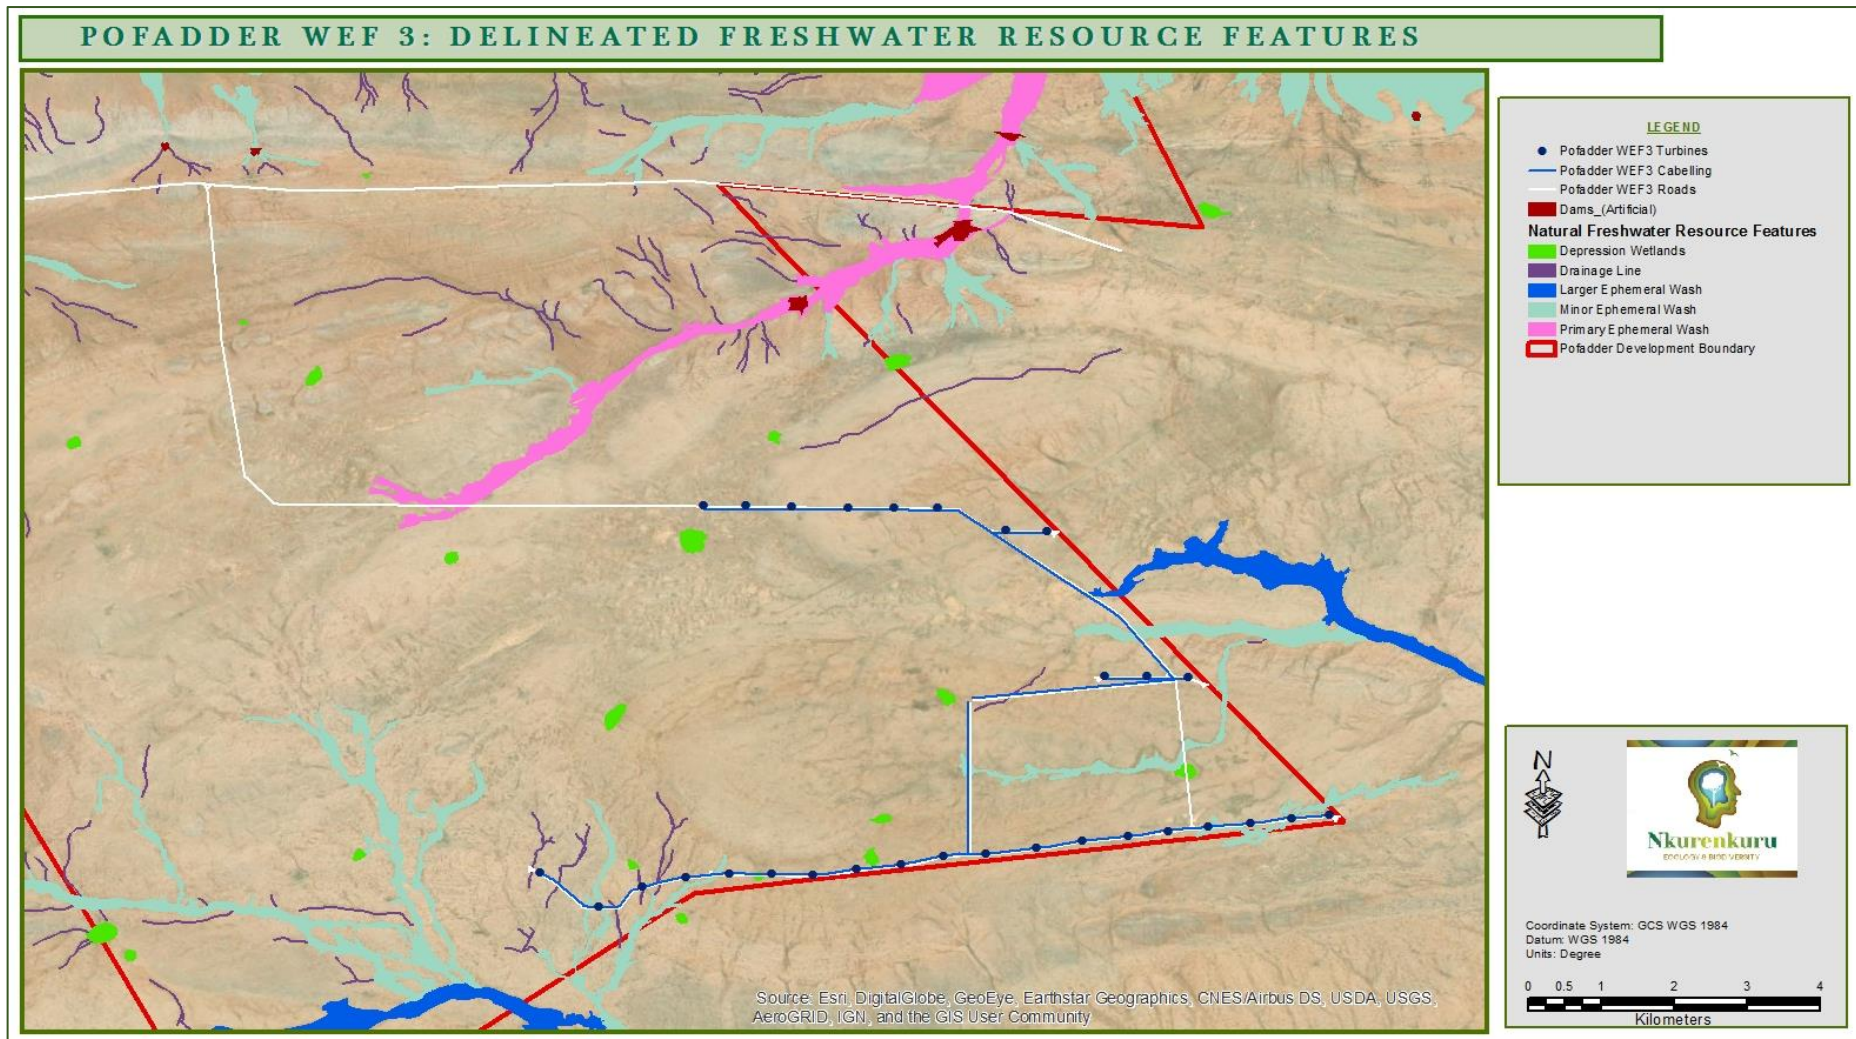 POFADDER WEF 3: DELINEATED FRESHWATER RESOURCE FEATURES
LEGEND
Pofadder WEF3 Turbines
Pofadder WEF3 Cabelling
Pofadder WEF3 Roads
Dams_(Artificial)
Natural Freshwater Resource Features
Depression Wetlands
Drainage Line
Larger Ephemeral Wash
Minor Ephemeral Wash
Primary Ephemeral Wash
Pofadder Development Boundary
N
Nkurenkuru
ECOLOGY & BIODIVERSITY
Coordinate System: GCS WGS 1984
Datum: WGS 1984
Units: Degree
0 0.5 1 2 3 4
Kilometers
Source: Esri, DigitalGlobe, GeoEye, Earthstar Geographics, CNES/Airbus DS, USDA, USGS,
AeroGRID, IGN, and the GIS User Community